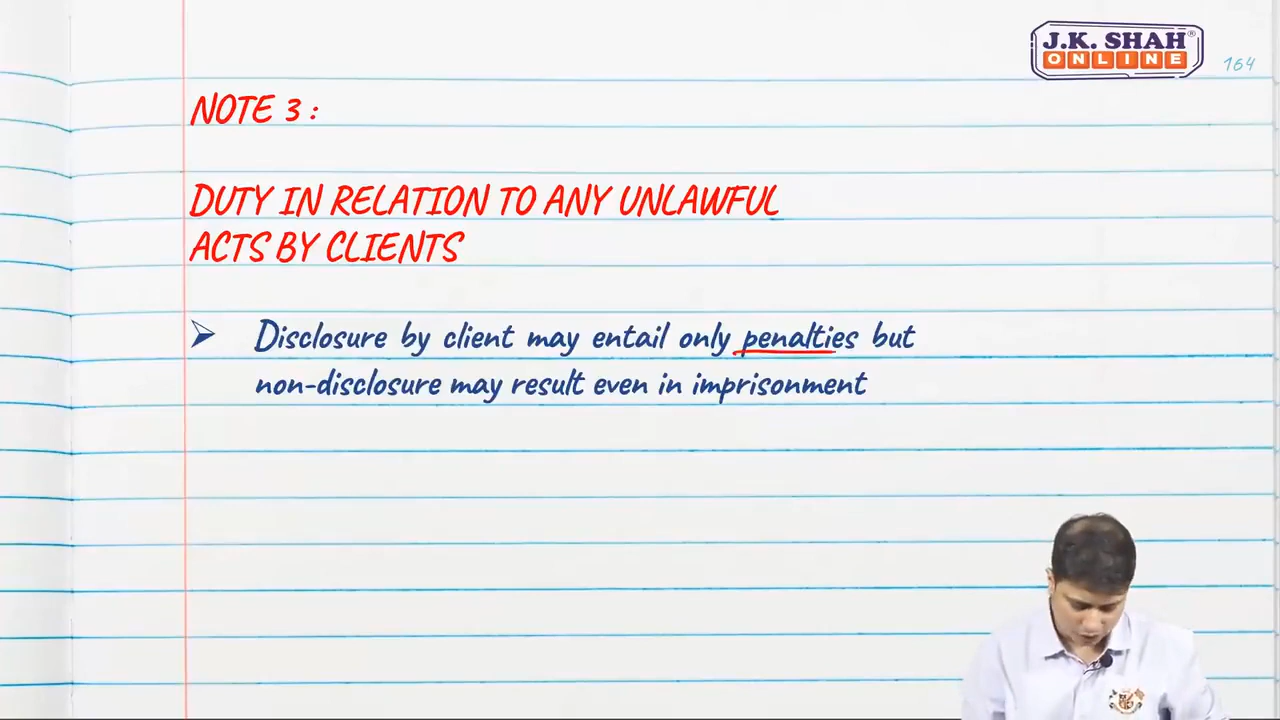 J.K. SHAH®
ONLINE
164
NOTE 3 :
DUTY IN RELATION TO ANY UNLAWFUL
ACTS BY CLIENTS
➢ Disclosure by client may entail only penalties but
non-disclosure may result even in imprisonment